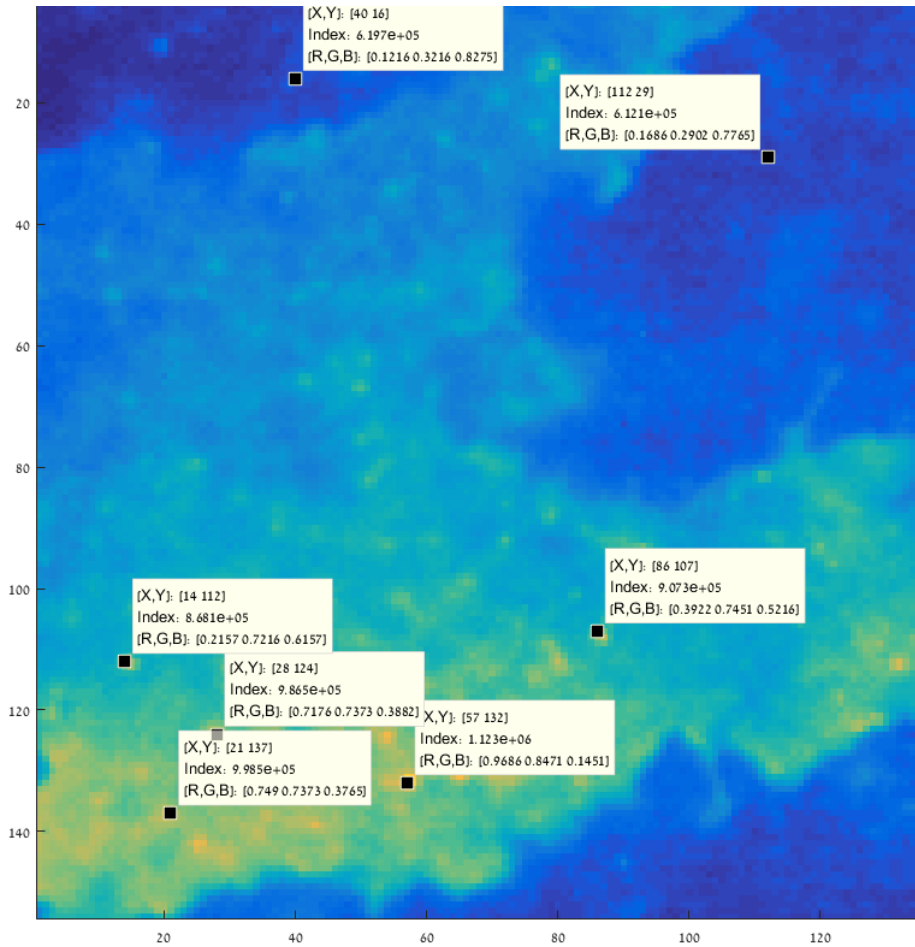 [X,Y]: [40 16]
Index: 6.197e+05
[R,G,B]: [0.1216 0.3216 0.8275]
[X,Y]: [112 29]
Index: 6.121e+05
[R,G,B]: [0.1686 0.2902 0.7765]
[X,Y]: [86 107]
Index: 9.073e+05
[R,G,B]: [0.3922 0.7451 0.5216]
[X,Y]: [14 112]
Index: 8.681e+05
[R,G,B]: [0.2157 0.7216 0.6157]
[X,Y]: [28 124]
Index: 9.865e+05
[R,G,B]: [0.7176 0.7373 0.3882]
X,Y]: [57 132]
Index: 1.123e+06
[R,G,B]: [0.9686 0.8471 0.1451]
[X,Y]: [21 137]
Index: 9.985e+05
[R,G,B]: [0.749 0.7373 0.3765]
20
40
60
80
100
120
140
20 40 60 80 100 120